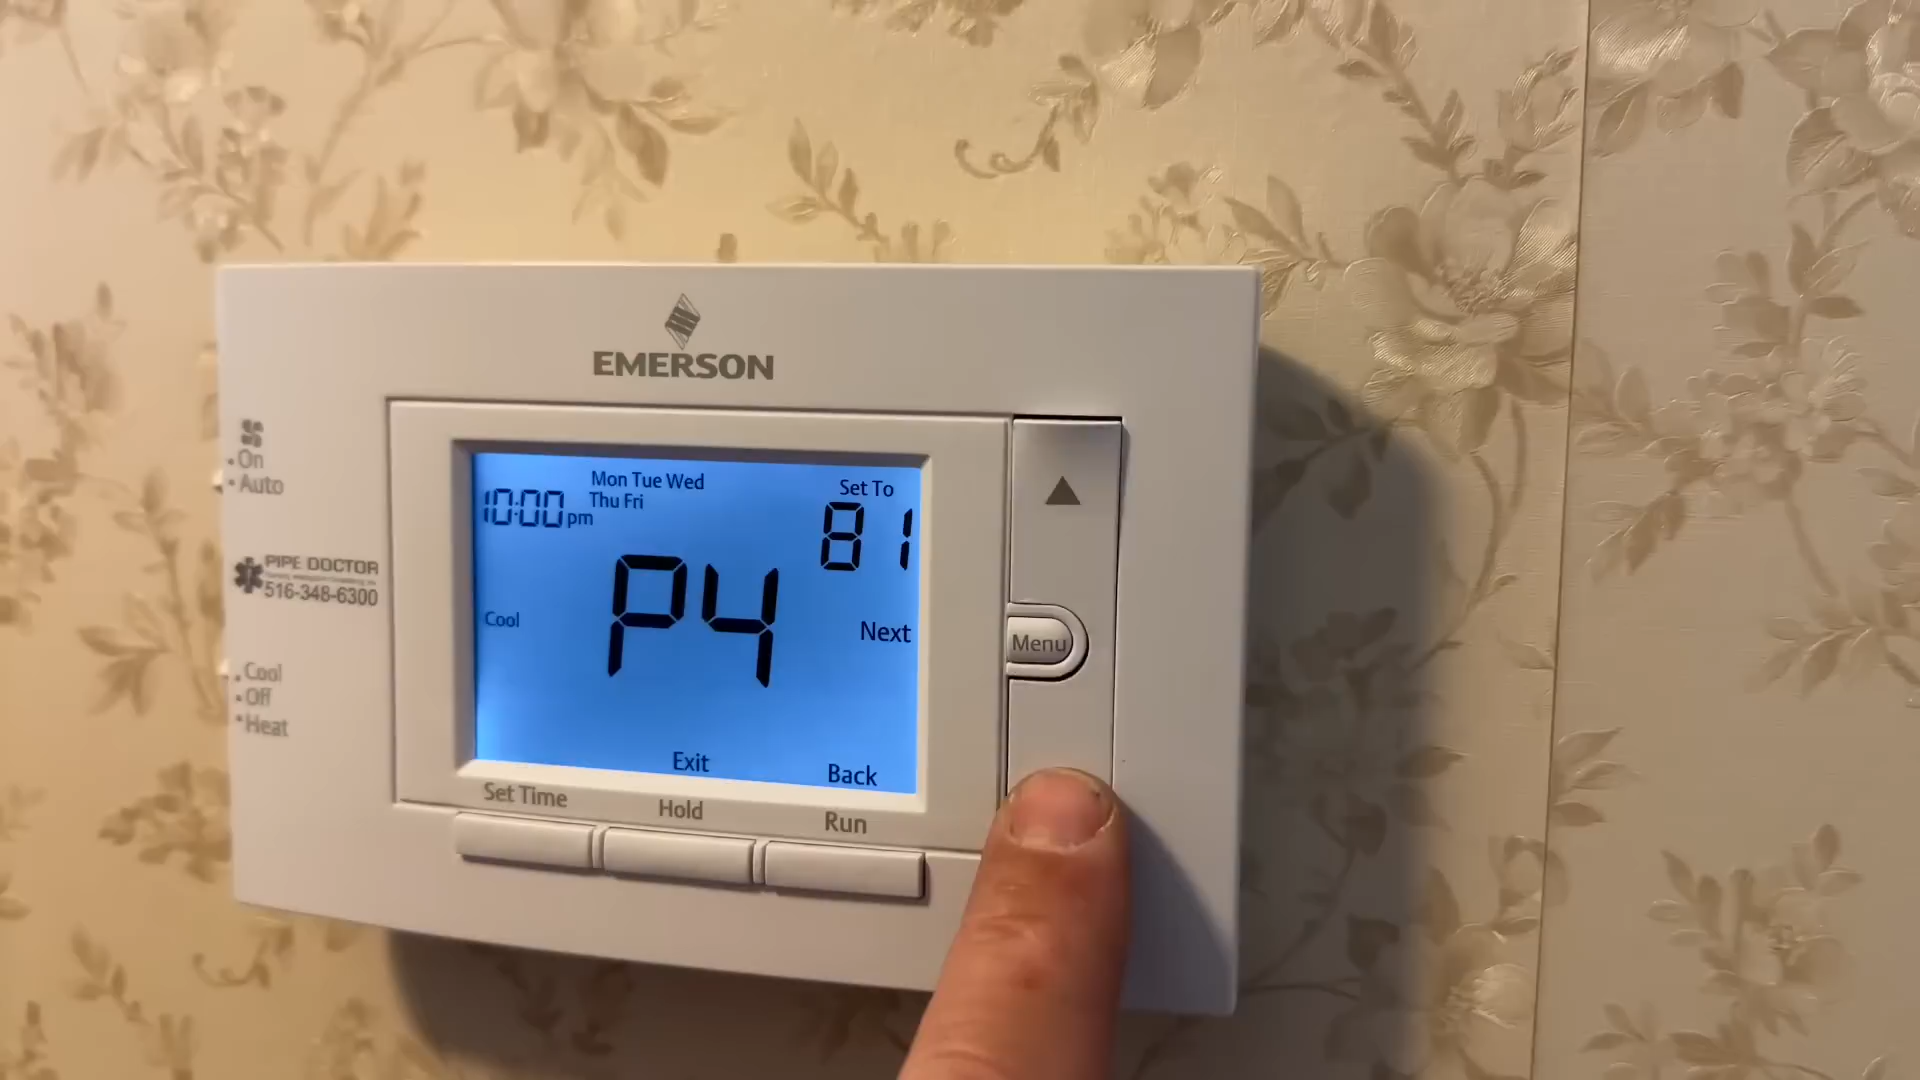 EMERSON
On
Auto
PIPE DOCTOR
516-348-6300
Cool
Off
Heat
Mon Tue Wed
Thu Fri
10:00 pm
Set To
81
P4
Cool
Next
Exit
Back
Menu
Set Time
Hold
Run